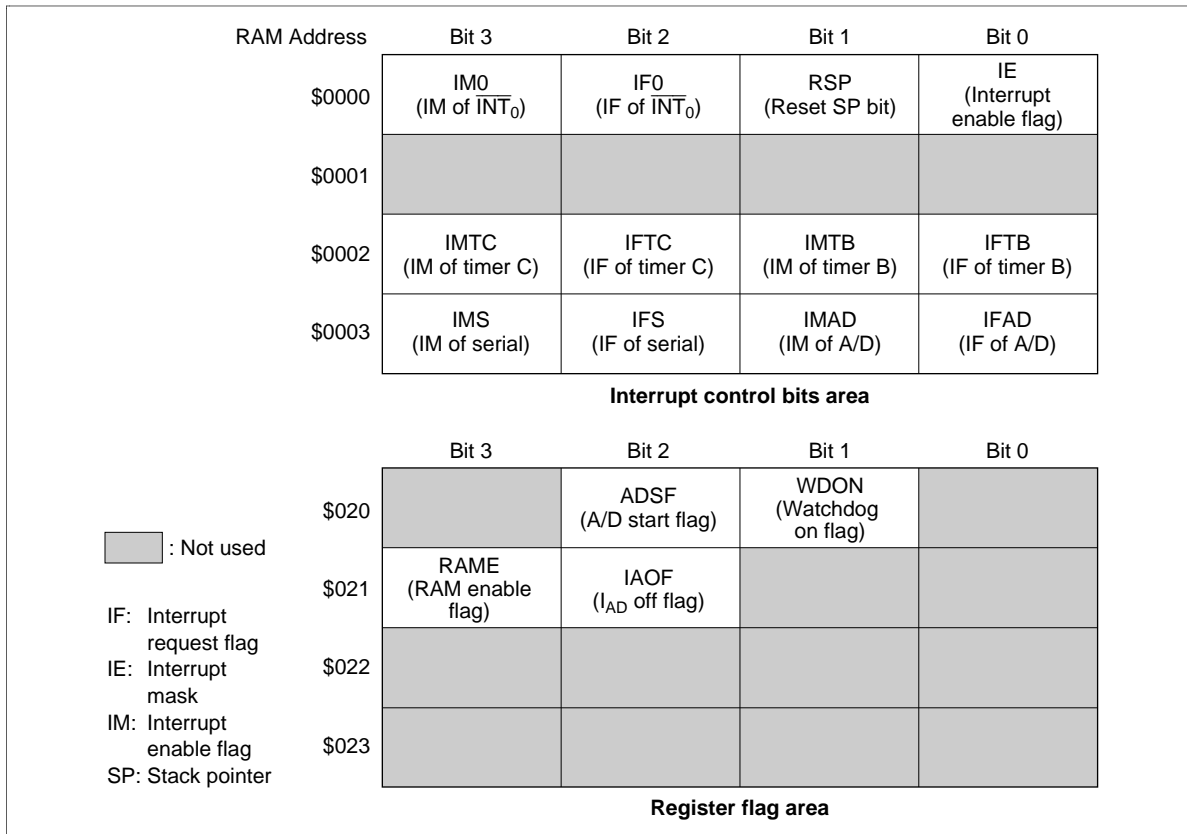 RAM Address Bit 3 Bit 2 Bit 1 Bit 0
$0000
IM0
(IM of INT0)
IF0
(IF of INT0)
RSP
(Reset SP bit)
IE
(Interrupt
enable flag)
$0001
$0002
IMTC
(IM of timer C)
IFTC
(IF of timer C)
IMTB
(IM of timer B)
IFTB
(IF of timer B)
$0003
IMS
(IM of serial)
IFS
(IF of serial)
IMAD
(IM of A/D)
IFAD
(IF of A/D)
Interrupt control bits area
Bit 3 Bit 2 Bit 1 Bit 0
$020
ADSF
(A/D start flag)
WDON
(Watchdog
on flag)
$021
RAME
(RAM enable
flag)
IAOF
(IAD off flag)
$022
$023
Register flag area
: Not used
IF: Interrupt
request flag
IE: Interrupt
mask
IM: Interrupt
enable flag
SP: Stack pointer